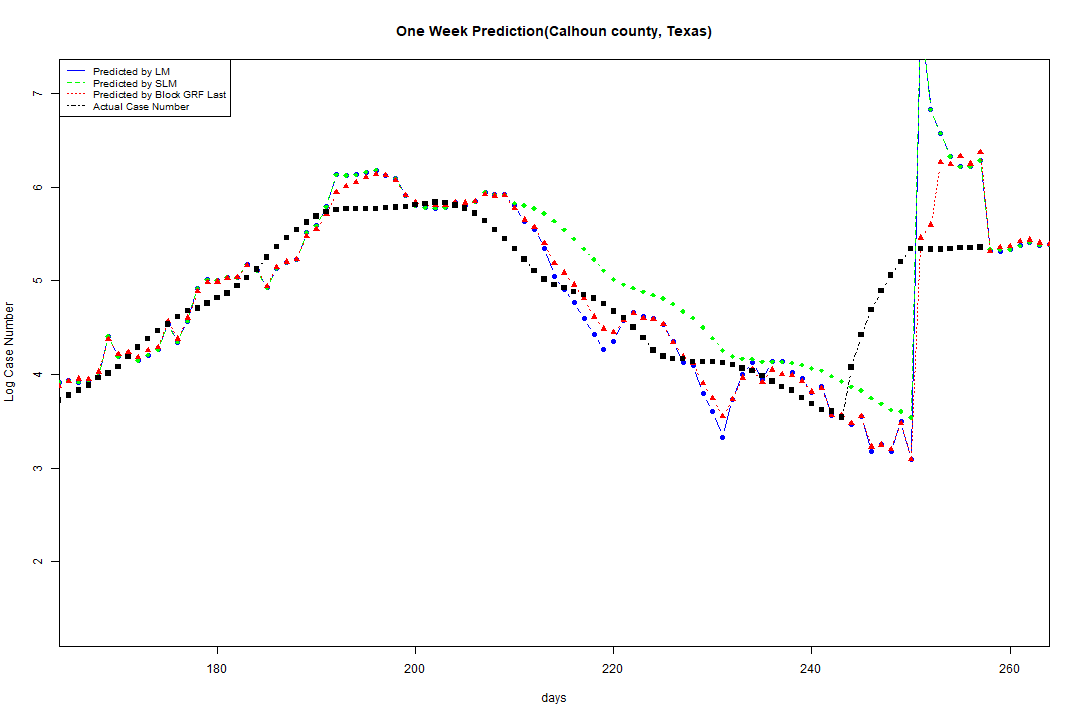 One Week Prediction(Calhoun county, Texas)
Predicted by LM
Predicted by SLM
Predicted by Block GRF Last
Actual Case Number
Log Case Number
7
6
5
4
3
2
180 200 220 240 260
days